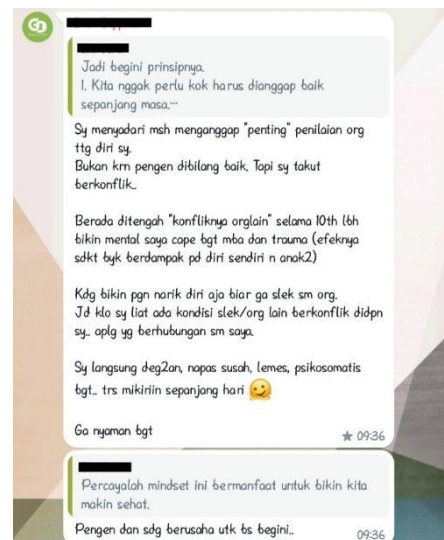 Jadi begini prinsipnya.
1. Kita nggak perlu kok harus dianggap baik
sepanjang masa.…
Sy menyadari msh menganggap "penting" penilaian org
ttg diri sy.
Bukan krn pengen dibilang baik. Tapi sy takut
berkonflik..
Berada ditengah "konfliknya orglain" selama 10th lbh
bikin mental saya cape bgt mba dan trauma (efeknya
sdkt byk berdampak pd diri sendiri n anak2)
Kdg bikin pgn narik diri aja biar ga slek sm org.
Jd klo sy liat ada kondisi slek/org lain berkonflik didpn
sy.. aplg yg berhubungan sm saya.
Sy langsung deg2an, napas susah, lemes, psikosomatis
bgt.. trs mikiriin sepanjang hari 🫠
Ga nyaman bgt
★ 09:36
Percayalah mindset ini bermanfaat untuk bikin kita
makin sehat.
Pengen dan sdg berusaha utk bs begini..
09:36